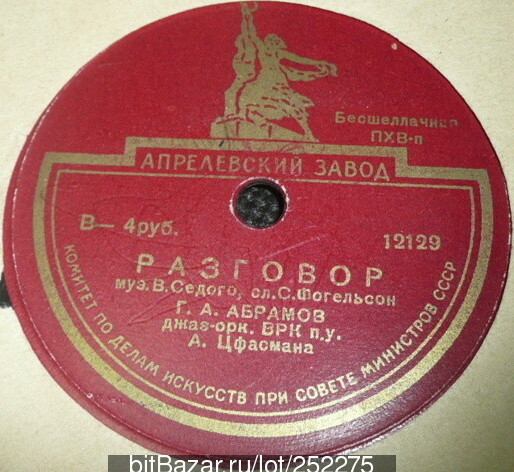 Бесшеллачная
ПХВ-п
АПРЕЛЕВСКИЙ ЗАВОД
В— 4руб.
12129
РАЗГОВОР
муз. В. Седого, сл. С. Фогельсон
Г. А. АБРАМОВ
джаз-орк. ВРК п.у.
А. Цфасмана
КОМИТЕТ ПО ДЕЛАМ ИСКУССТВ ПРИ СОВЕТЕ МИНИСТРОВ СССР
bitBazar.ru/lot/252275